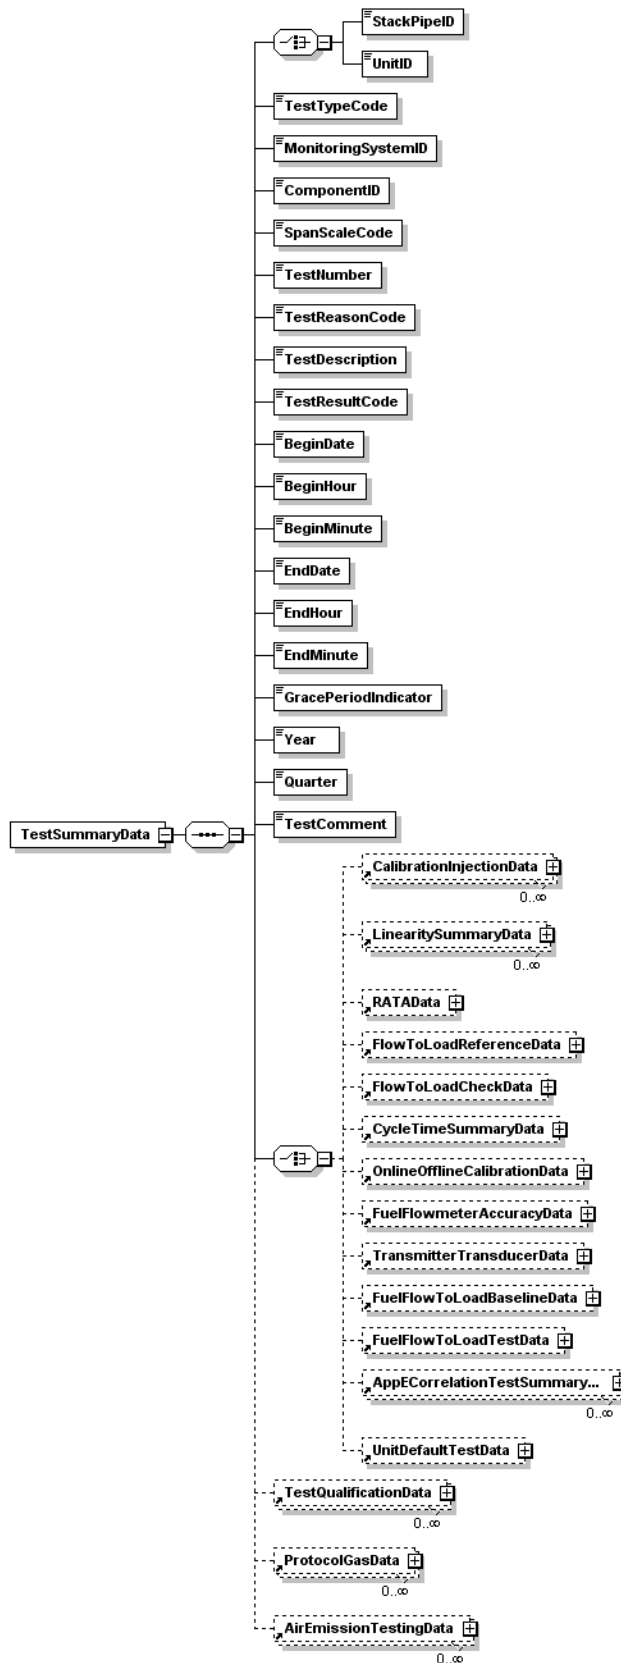 StackPipeID
UnitID
TestTypeCode
MonitoringSystemID
ComponentID
SpanScaleCode
TestNumber
TestReasonCode
TestDescription
TestResultCode
BeginDate
BeginHour
BeginMinute
EndDate
EndHour
EndMinute
GracePeriodIndicator
Year
Quarter
TestComment
TestSummaryData
CalibrationInjectionData
0..∞
LinearitySummaryData
0..∞
RATAData
FlowToLoadReferenceData
FlowToLoadCheckData
CycleTimeSummaryData
OnlineOfflineCalibrationData
FuelFlowmeterAccuracyData
TransmitterTransducerData
FuelFlowToLoadBaselineData
FuelFlowToLoadTestData
AppECorrelationTestSummary...
0..∞
UnitDefaultTestData
TestQualificationData
0..∞
ProtocolGasData
0..∞
AirEmissionTestingData
0..∞